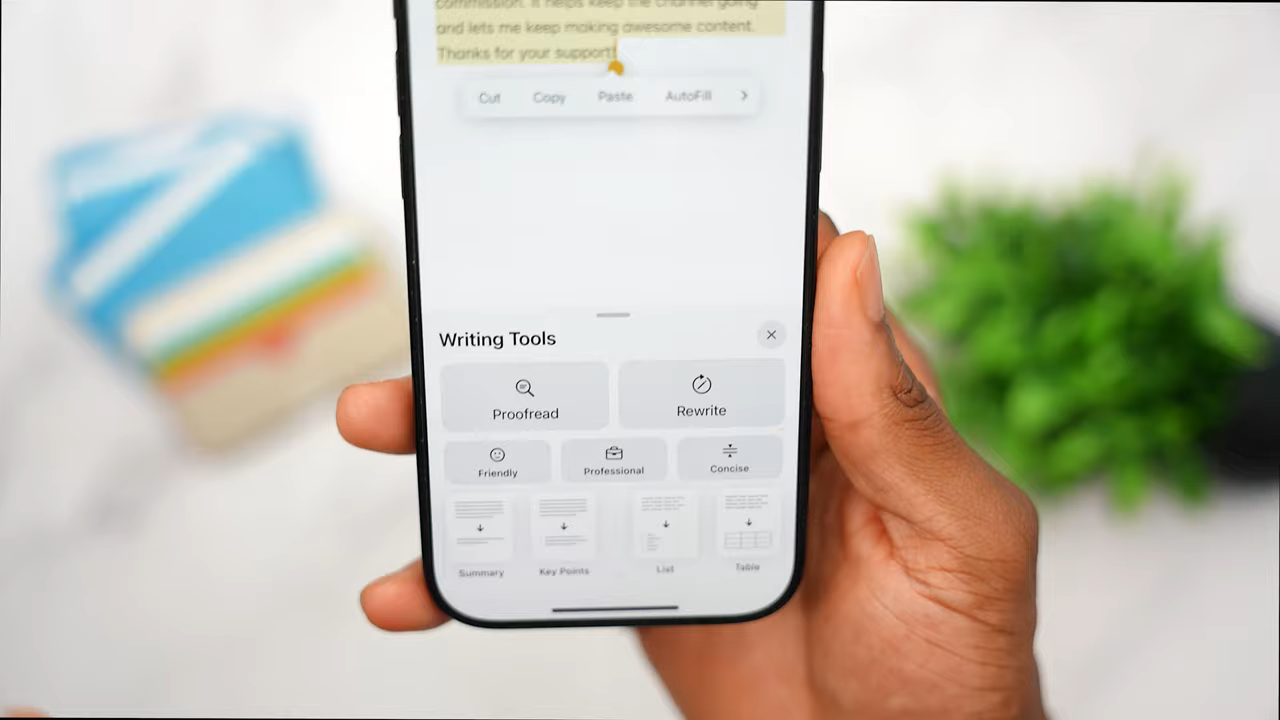 commission. It helps keep the channel going
and lets me keep making awesome content.
Thanks for your support!
Cut Copy Paste AutoFill
Writing Tools
Proofread Rewrite
Friendly Professional Concise
Summary Key Points List Table